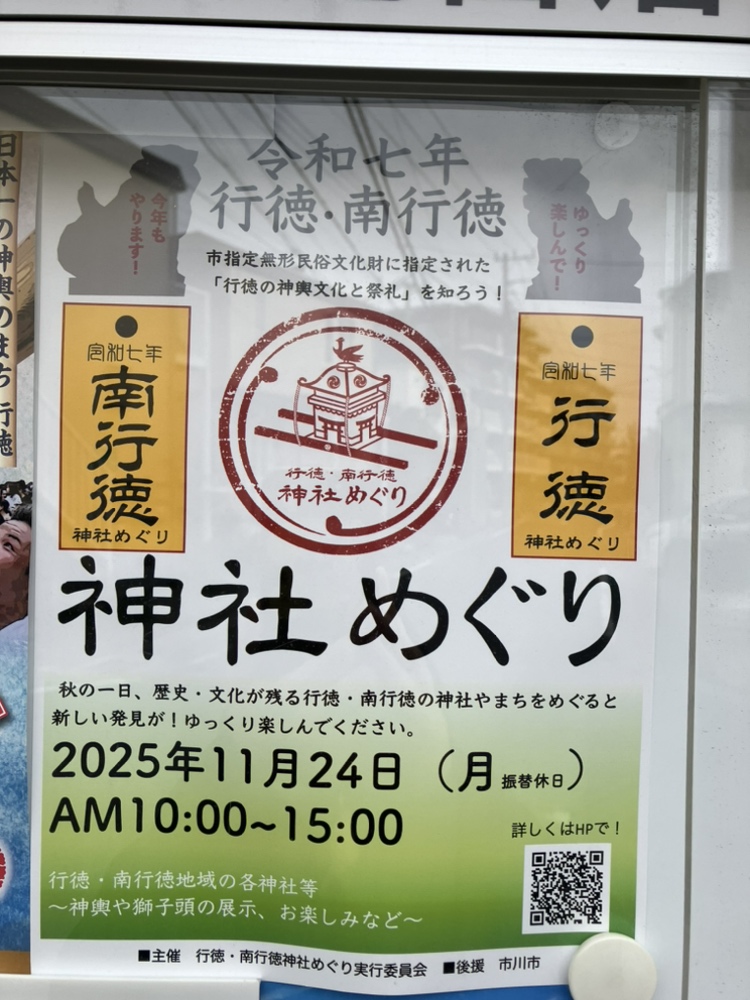 令和七年
行徳・南行徳
今年も
やります！
ゆっくり
楽しんで！
市指定無形民俗文化財に指定された
「行徳の神輿文化と祭礼」を知ろう！
令和七年
南行徳
神社めぐり
行徳・南行徳
神社めぐり
令和七年
行徳
神社めぐり
神社めぐり
秋の一日、歴史・文化が残る行徳・南行徳の神社やまちをめぐると
新しい発見が！ゆっくり楽しんでください。
2025年11月24日（月振替休日）
AM10:00~15:00
詳しくはHPで！
行徳・南行徳地域の各神社等
〜神輿や獅子頭の展示、お楽しみなど〜
■主催　行徳・南行徳神社めぐり実行委員会　■後援　市川市
日本一の神輿のまち 行徳